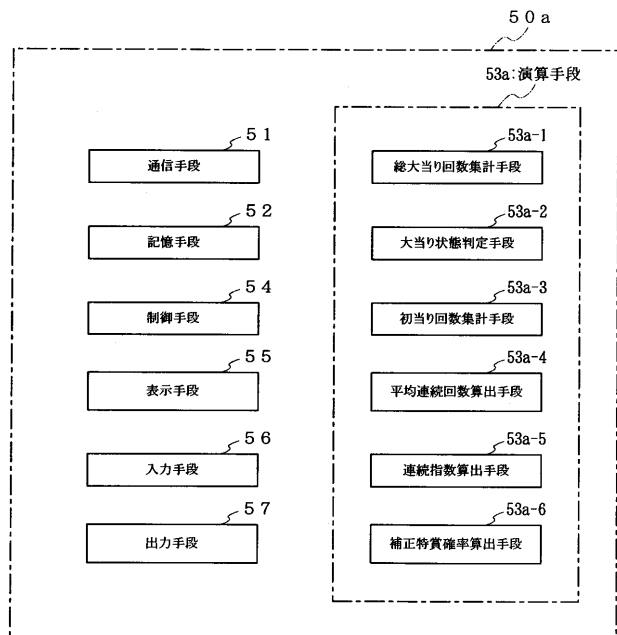 50a
53a:演算手段
51
通信手段
52
記憶手段
54
制御手段
55
表示手段
56
入力手段
57
出力手段
53a-1
総大当り回数集計手段
53a-2
大当り状態判定手段
53a-3
初当り回数集計手段
53a-4
平均連続回数算出手段
53a-5
連続指数算出手段
53a-6
補正特賞確率算出手段